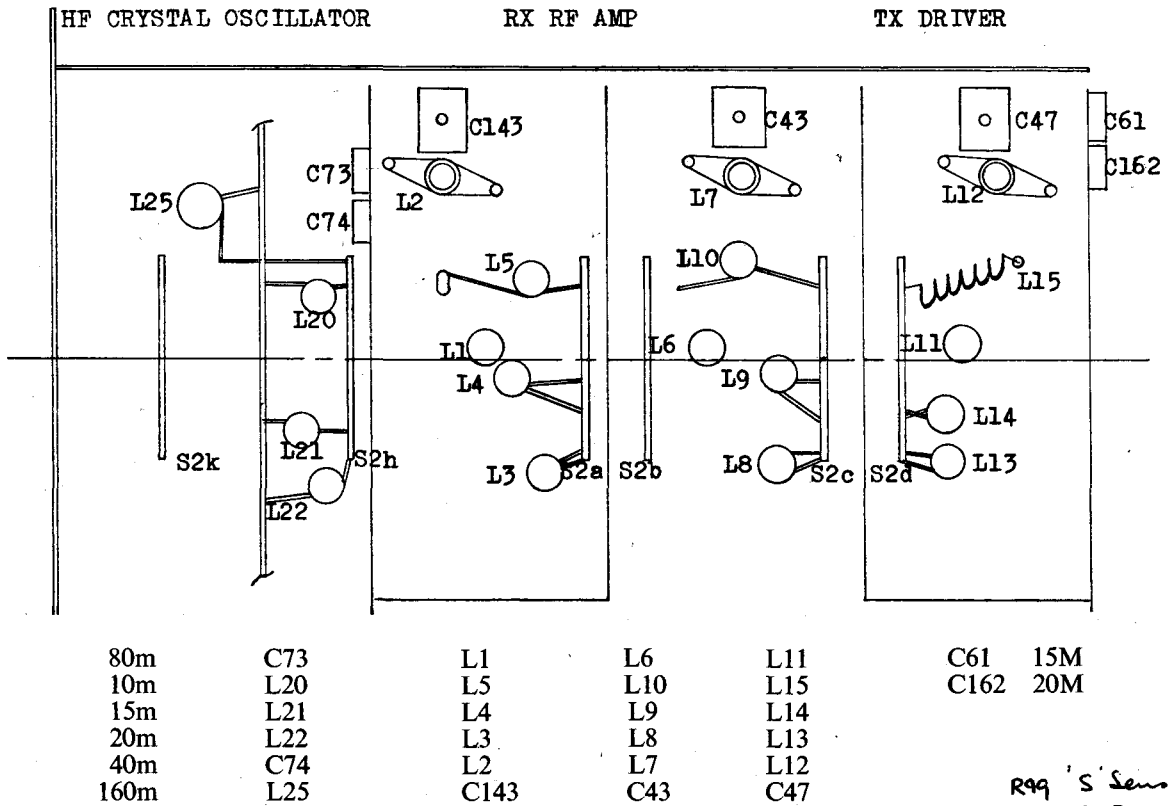 HF CRYSTAL OSCILLATOR RX RF AMP TX DRIVER
C143 C43 C47 C61
C73 L2 L7 L12 C162
L25 C74
L5 L10 L15
L20
L1 L6 L11
L4 L9
L14
L21 S2k S2h L3 S2a S2b L8 S2c S2d L13
L22
80m C73 L1 L6 L11 C61 15M
10m L20 L5 L10 L15 C162 20M
15m L21 L4 L9 L14
20m L22 L3 L8 L13
40m C74 L2 L7 L12
160m L25 C143 C43 C47
R99 'S' Sens